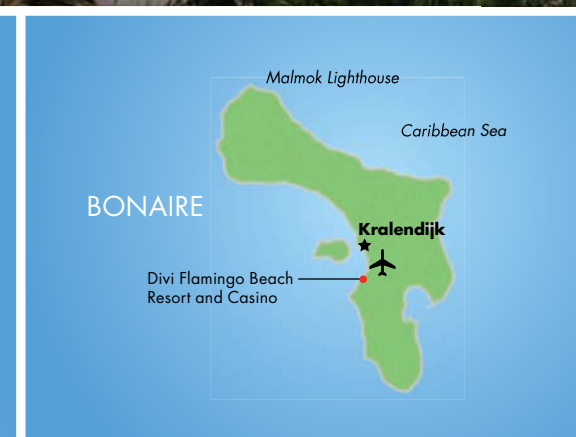 Malmok Lighthouse
Caribbean Sea
BONAIRE
Kralendijk
Divi Flamingo Beach
Resort and Casino